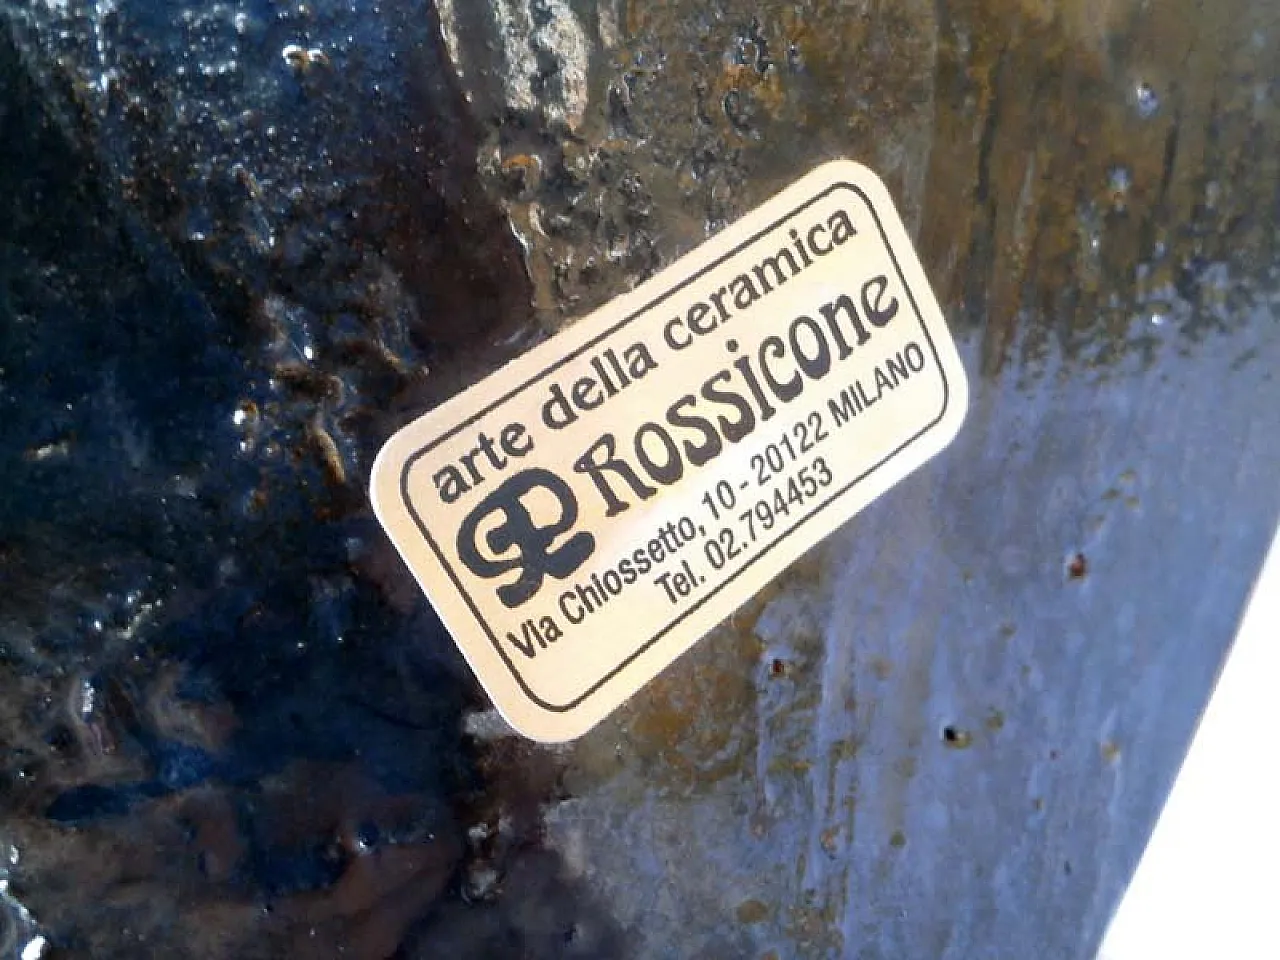 arte della ceramica
Rossicone
Via Chiossetto, 10 - 20122 MILANO
Tel. 02.794453